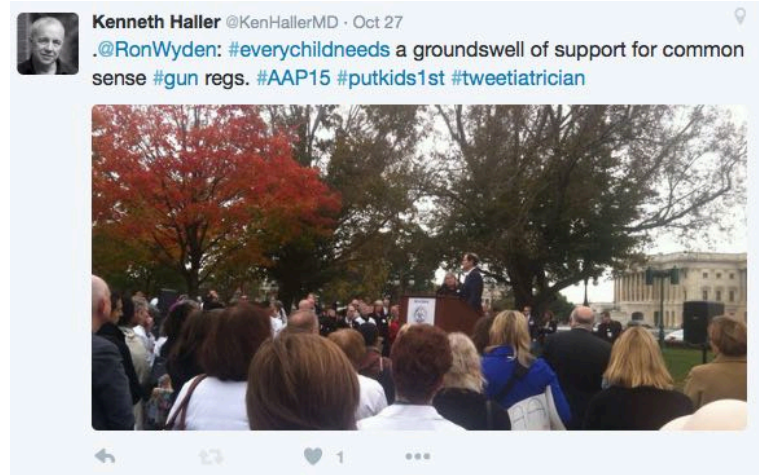 Kenneth Haller @KenHallerMD · Oct 27
.@RonWyden: #everychildneeds a groundswell of support for common
sense #gun regs. #AAP15 #putkids1st #tweetiatrician
1